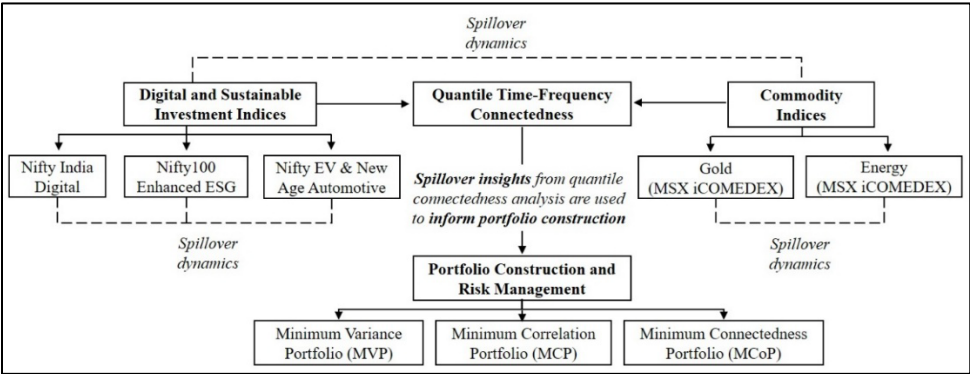 Spillover
dynamics
Digital and Sustainable
Investment Indices
Quantile Time-Frequency
Connectedness
Commodity
Indices
Nifty India
Digital
Nifty100
Enhanced ESG
Nifty EV & New
Age Automotive
Spillover insights from quantile
connectedness analysis are used
to inform portfolio construction
Gold
(MSX iCOMEDEX)
Energy
(MSX iCOMEDEX)
Spillover
dynamics
Spillover
dynamics
Portfolio Construction and
Risk Management
Minimum Variance
Portfolio (MVP)
Minimum Correlation
Portfolio (MCP)
Minimum Connectedness
Portfolio (MCoP)